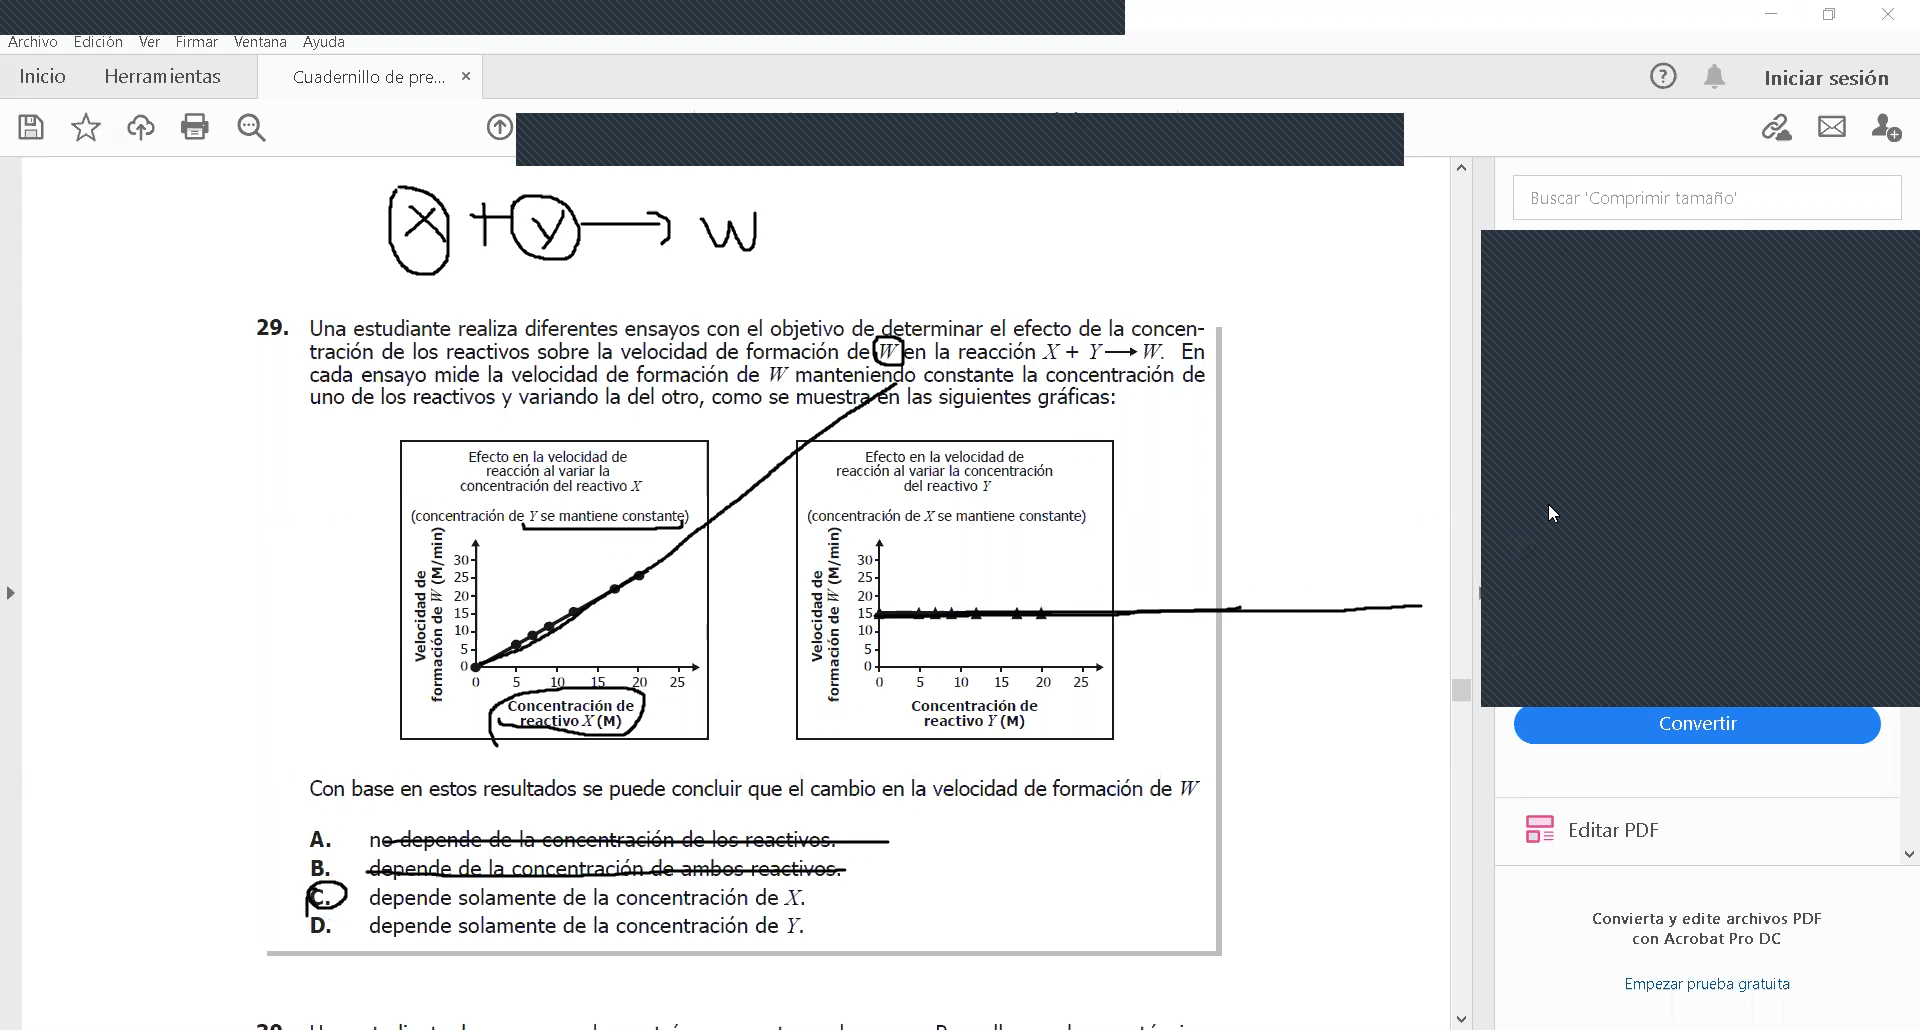 Archivo Edición Ver Firmar Ventana Ayuda
Inicio Herramientas Cuadernillo de pre... × Iniciar sesión
X + Y → W
Buscar 'Comprimir tamaño'
29. Una estudiante realiza diferentes ensayos con el objetivo de determinar el efecto de la concen-
tración de los reactivos sobre la velocidad de formación de W en la reacción X + Y → W. En
cada ensayo mide la velocidad de formación de W manteniendo constante la concentración de
uno de los reactivos y variando la del otro, como se muestra en las siguientes gráficas:
Efecto en la velocidad de
reacción al variar la
concentración del reactivo X
(concentración de Y se mantiene constante)
Velocidad de
formación de W (M/min)
30
25
20
15
10
5
0
0 5 10 15 20 25
Concentración de
reactivo X (M)
Efecto en la velocidad de
reacción al variar la concentración
del reactivo Y
(concentración de X se mantiene constante)
Velocidad de
formación de W (M/min)
30
25
20
15
10
5
0
0 5 10 15 20 25
Concentración de
reactivo Y (M)
Con base en estos resultados se puede concluir que el cambio en la velocidad de formación de W
A. no depende de la concentración de los reactivos.
B. depende de la concentración de ambos reactivos.
C. depende solamente de la concentración de X.
D. depende solamente de la concentración de Y.
Convertir
Editar PDF
Convierta y edite archivos PDF
con Acrobat Pro DC
Empezar prueba gratuita